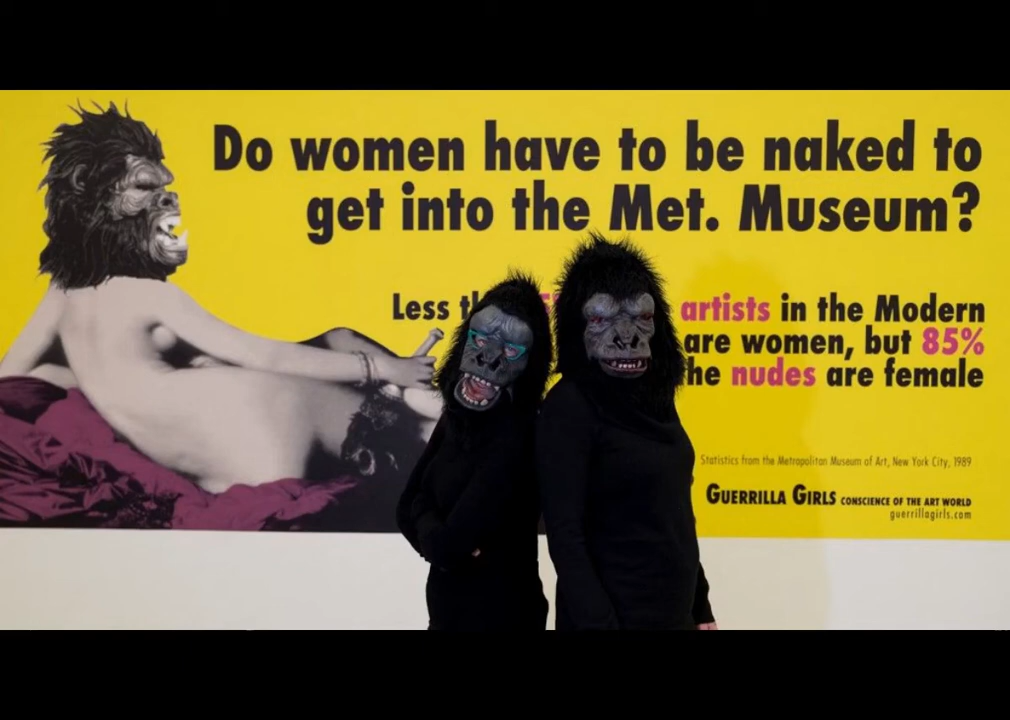 Do women have to be naked to
get into the Met. Museum?
Less artists in the Modern
are women, but 85%
nudes are female
Statistics from the Metropolitan Museum of Art, New York City, 1989
GUERRILLA GIRLS CONSCIENCE OF THE ART WORLD
guerrillagirls.com